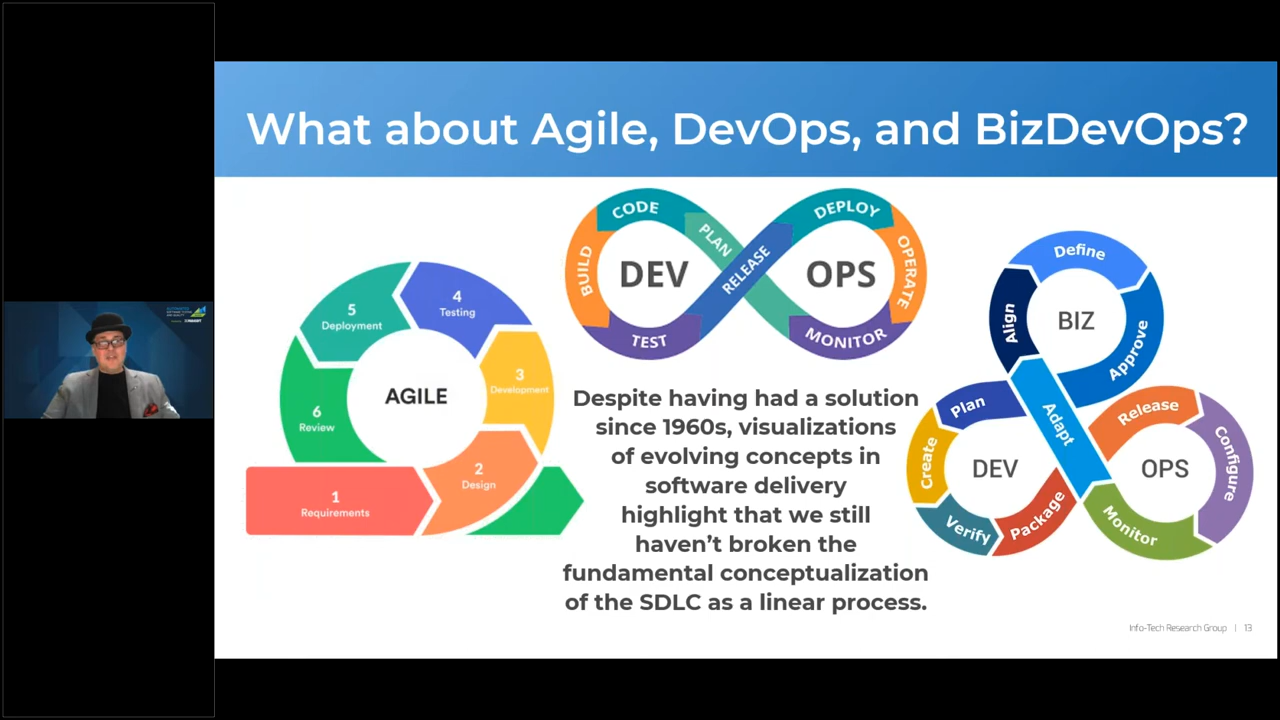 What about Agile, DevOps, and BizDevOps?
5
Deployment
4
Testing
3
Development
AGILE
6
Review
2
Design
1
Requirements
CODE
PLAN
BUILD
DEV
TEST
RELEASE
DEPLOY
OPS
OPERATE
MONITOR
Despite having had a solution
since 1960s, visualizations
of evolving concepts in
software delivery
highlight that we still
haven’t broken the
fundamental conceptualization
of the SDLC as a linear process.
Define
Align
BIZ
Approve
Plan
Adapt
Release
Create
DEV
OPS
Configure
Verify
Package
Monitor
Info-Tech Research Group | 13